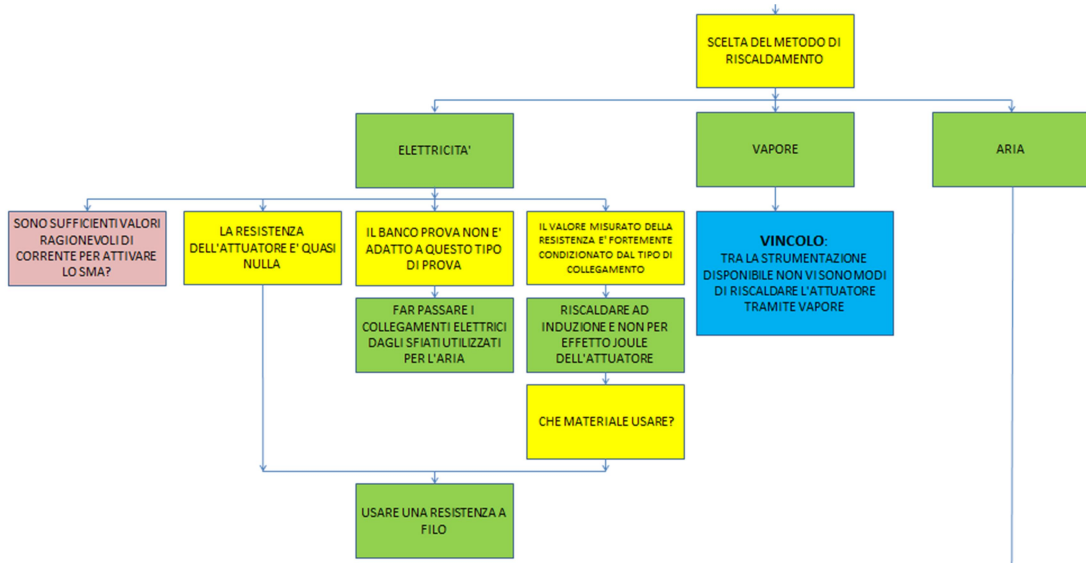 SCELTA DEL METODO DI
RISCALDAMENTO
ELETTRICITA'
VAPORE
ARIA
SONO SUFFICIENTI VALORI
RAGIONEVOLI DI
CORRENTE PER ATTIVARE
LO SMA?
LA RESISTENZA
DELL'ATTUATORE E' QUASI
NULLA
IL BANCO PROVA NON E'
ADATTO A QUESTO TIPO
DI PROVA
IL VALORE MISURATO DELLA
RESISTENZA E' FORTEMENTE
CONDIZIONATO DAL TIPO DI
COLLEGAMENTO
VINCOLO:
TRA LA STRUMENTAZIONE
DISPONIBILE NON VI SONO MODI
DI RISCALDARE L'ATTUATORE
TRAMITE VAPORE
FAR PASSARE I
COLLEGAMENTI ELETTRICI
DAGLI SFIATI UTILIZZATI
PER L'ARIA
RISCALDARE AD
INDUZIONE E NON PER
EFFETTO JOULE
DELL'ATTUATORE
CHE MATERIALE USARE?
USARE UNA RESISTENZA A
FILO